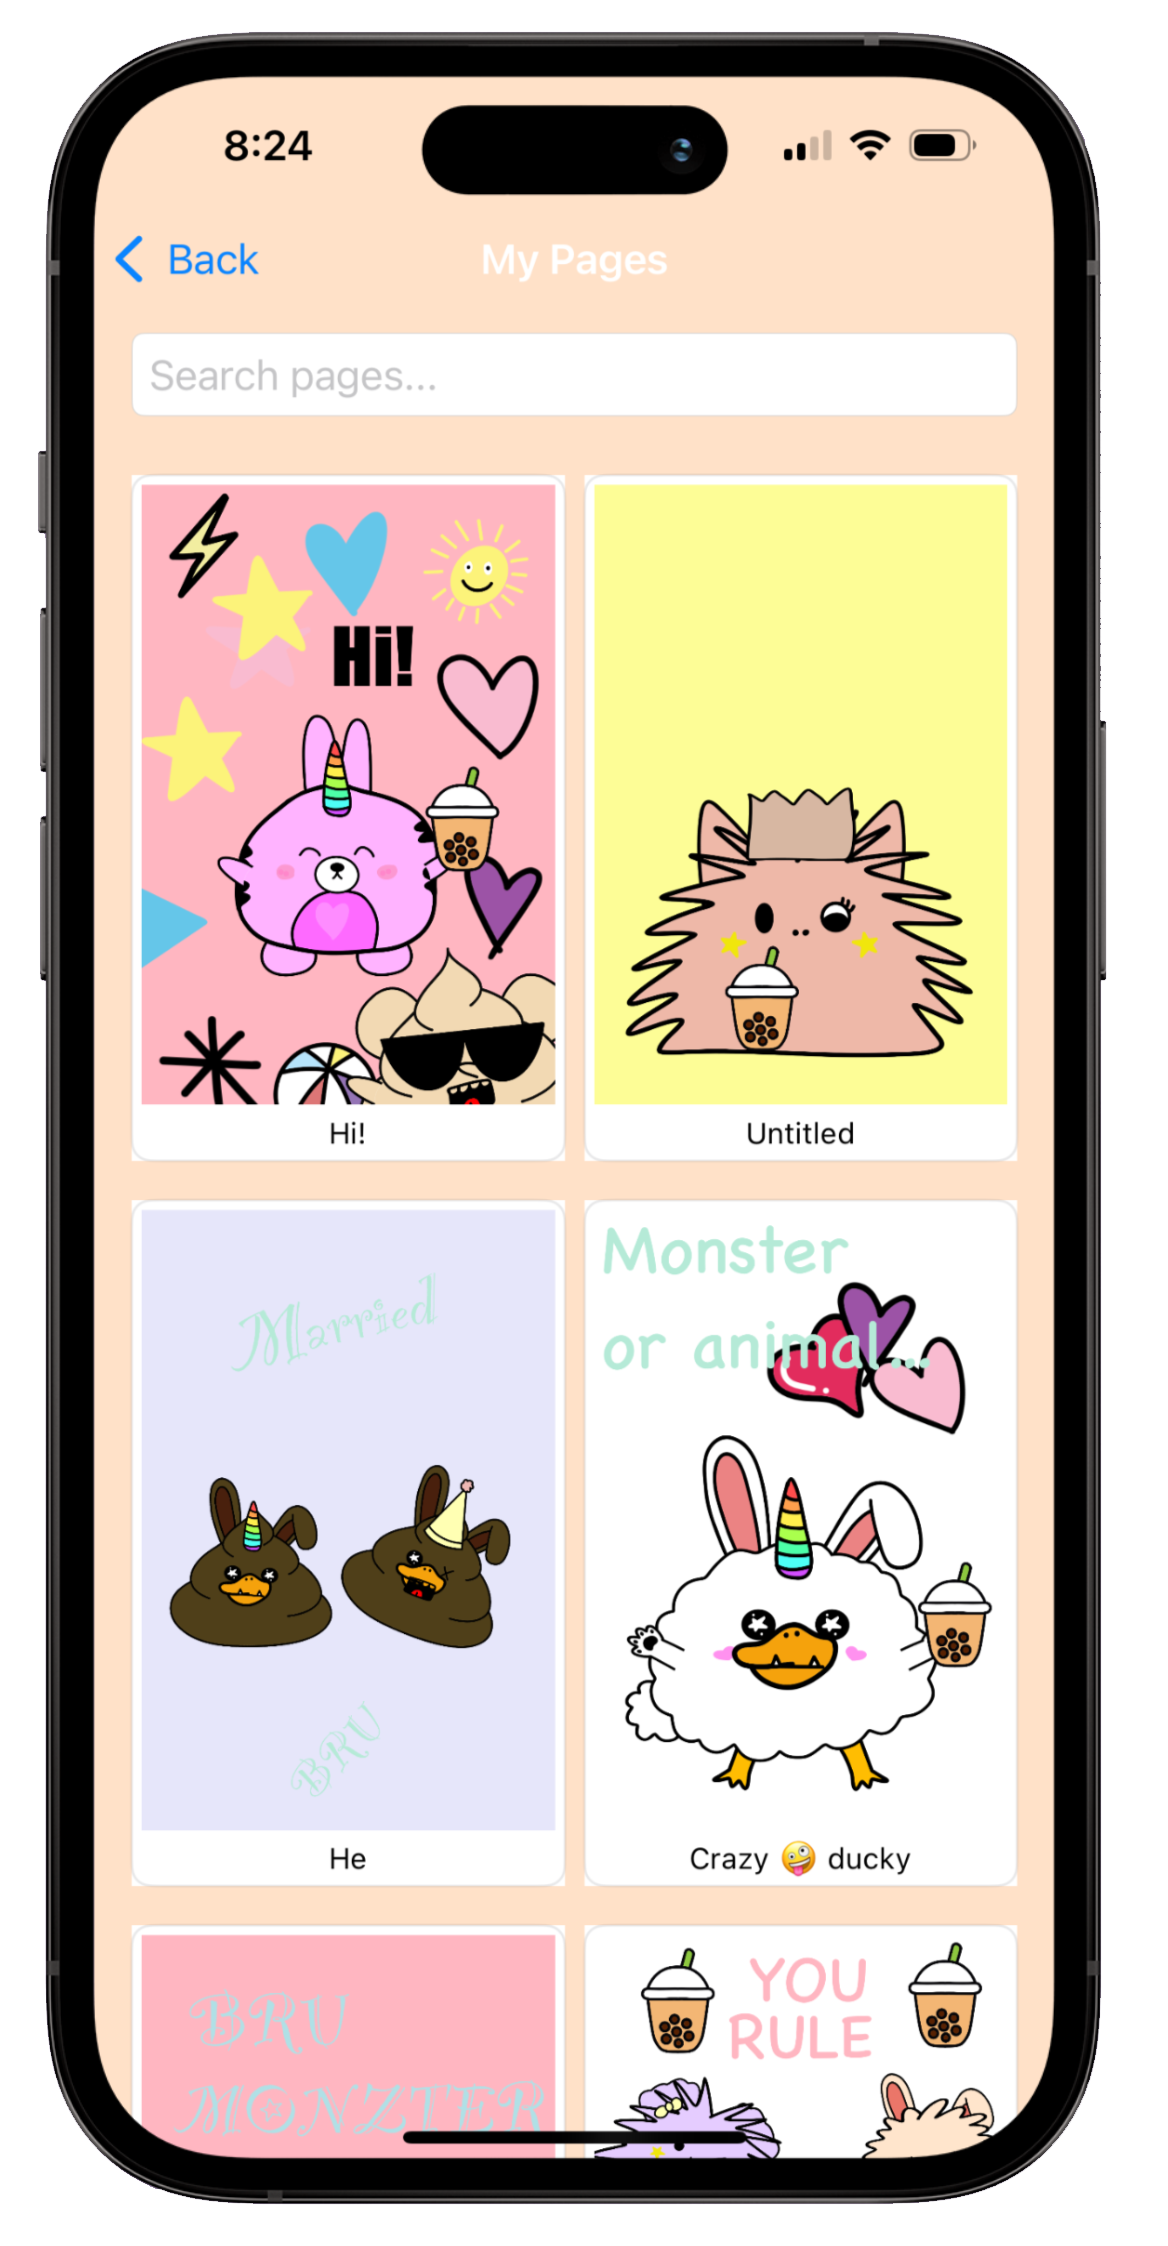 8:24
Back
My Pages
Search pages...
Hi!
Hi!
Untitled
Married
BRU
He
Monster
or animal...
Crazy 🤪 ducky
BRU
MONZTER
YOU
RULE